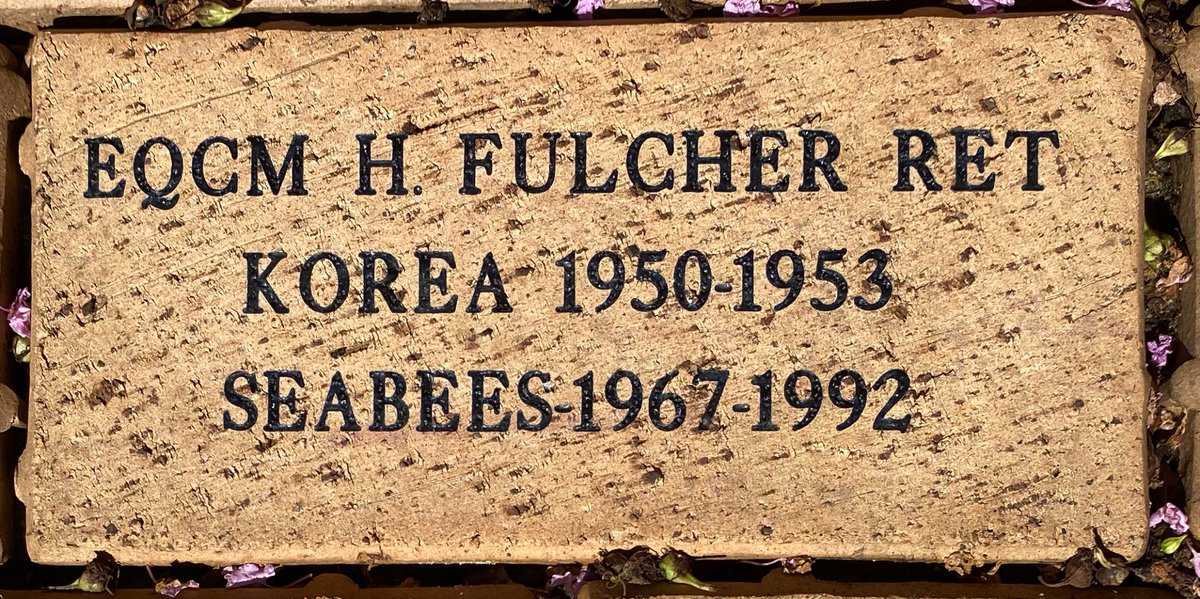 EQCM H. FULCHER RET
KOREA 1950-1953
SEABEES-1967-1992